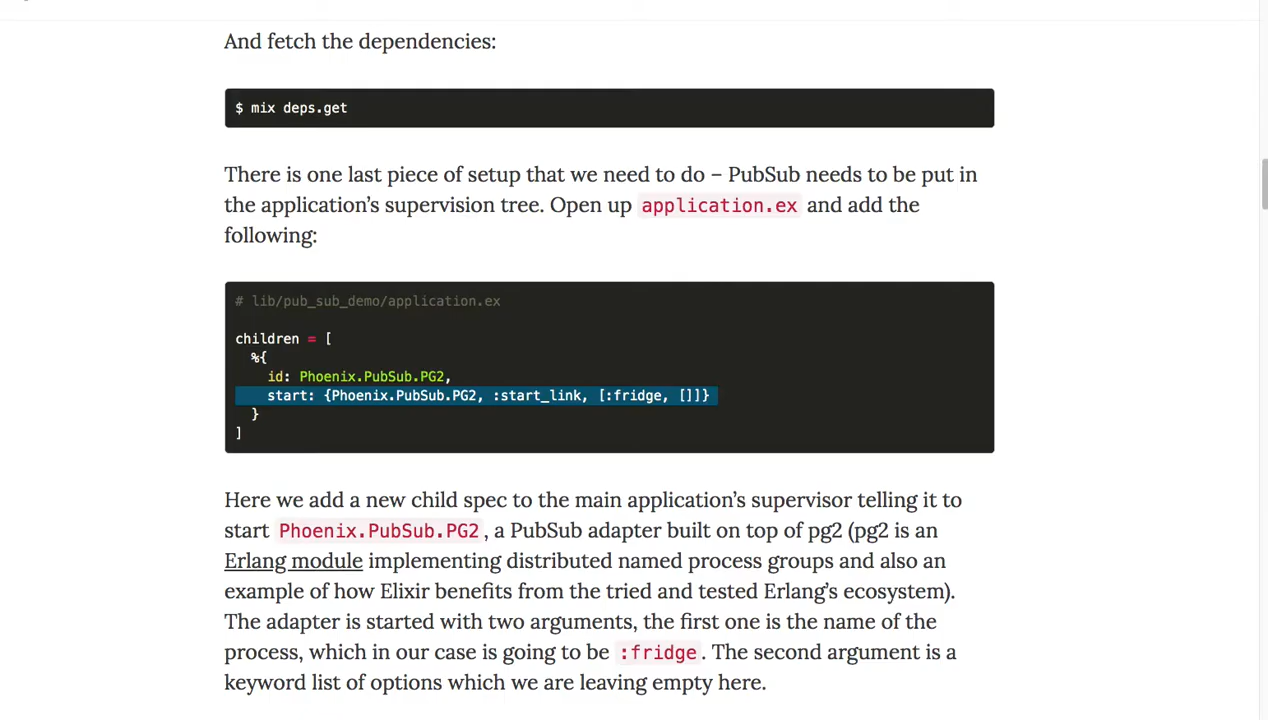 And fetch the dependencies:
$ mix deps.get
There is one last piece of setup that we need to do – PubSub needs to be put in
the application’s supervision tree. Open up application.ex and add the
following:
# lib/pub_sub_demo/application.ex
children = [
%{
id: Phoenix.PubSub.PG2,
start: {Phoenix.PubSub.PG2, :start_link, [:fridge, []]}
}
]
Here we add a new child spec to the main application’s supervisor telling it to
start Phoenix.PubSub.PG2, a PubSub adapter built on top of pg2 (pg2 is an
Erlang module implementing distributed named process groups and also an
example of how Elixir benefits from the tried and tested Erlang’s ecosystem).
The adapter is started with two arguments, the first one is the name of the
process, which in our case is going to be :fridge. The second argument is a
keyword list of options which we are leaving empty here.